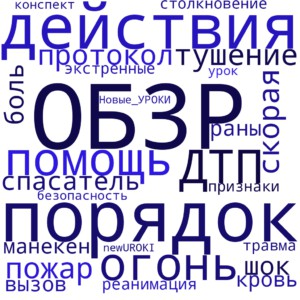 конспект
столкновение
действия
протокол
тушение
экстренные
урок
боль
Новые_УРОКИ
ОБЗР
раны
скорая
помощь
ДТП
спасатель
признаки
безопасность
порядок
манекен
newUROKI
травма
огонь
шок
пожар
кровь
вызов
реанимация